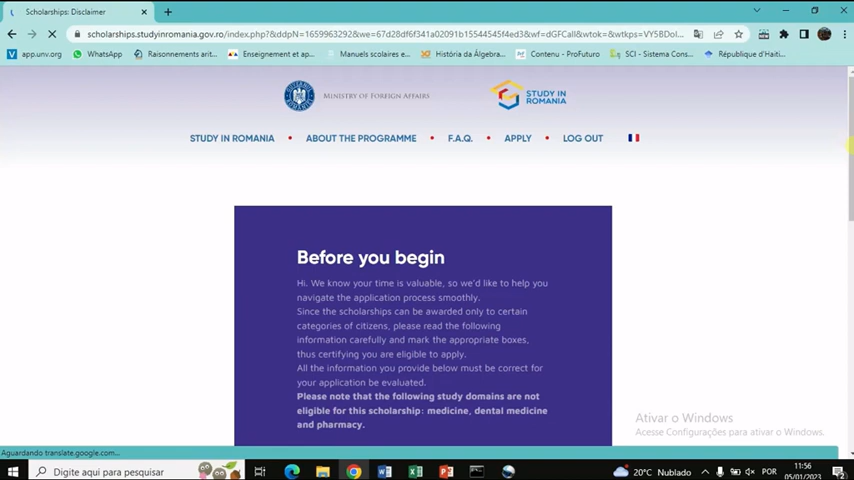 Scholarships: Disclaimer
scholarships.studyinromania.gov.ro/index.php?&ddpN=1659963292&we=67d28df6f341a02091b15544545f4ed3&wf=dGFCall&wtok=&wtkps=VY5BDoI...
app.unv.org WhatsApp Raisonnements arit... Enseignement et ap... Manuels scolaires e... História da Álgebra... Contenu - ProFuturo SCI - Sistema Cons... République d'Haïti...
MINISTRY OF FOREIGN AFFAIRS
STUDY IN
ROMANIA
STUDY IN ROMANIA • ABOUT THE PROGRAMME • F.A.Q. • APPLY • LOG OUT
Before you begin
Hi. We know your time is valuable, so we'd like to help you
navigate the application process smoothly.
Since the scholarships can be awarded only to certain
categories of citizens, please read the following
information carefully and mark the appropriate boxes,
thus certifying you are eligible to apply.
All the information you provide below must be correct for
your application be evaluated.
Please note that the following study domains are not
eligible for this scholarship: medicine, dental medicine
and pharmacy.
Ativar o Windows
Acesse Configurações para ativar o Windows.
Aguardando translate.google.com...
Digite aqui para pesquisar
20°C Nublado
POR
11:56
05/01/2023